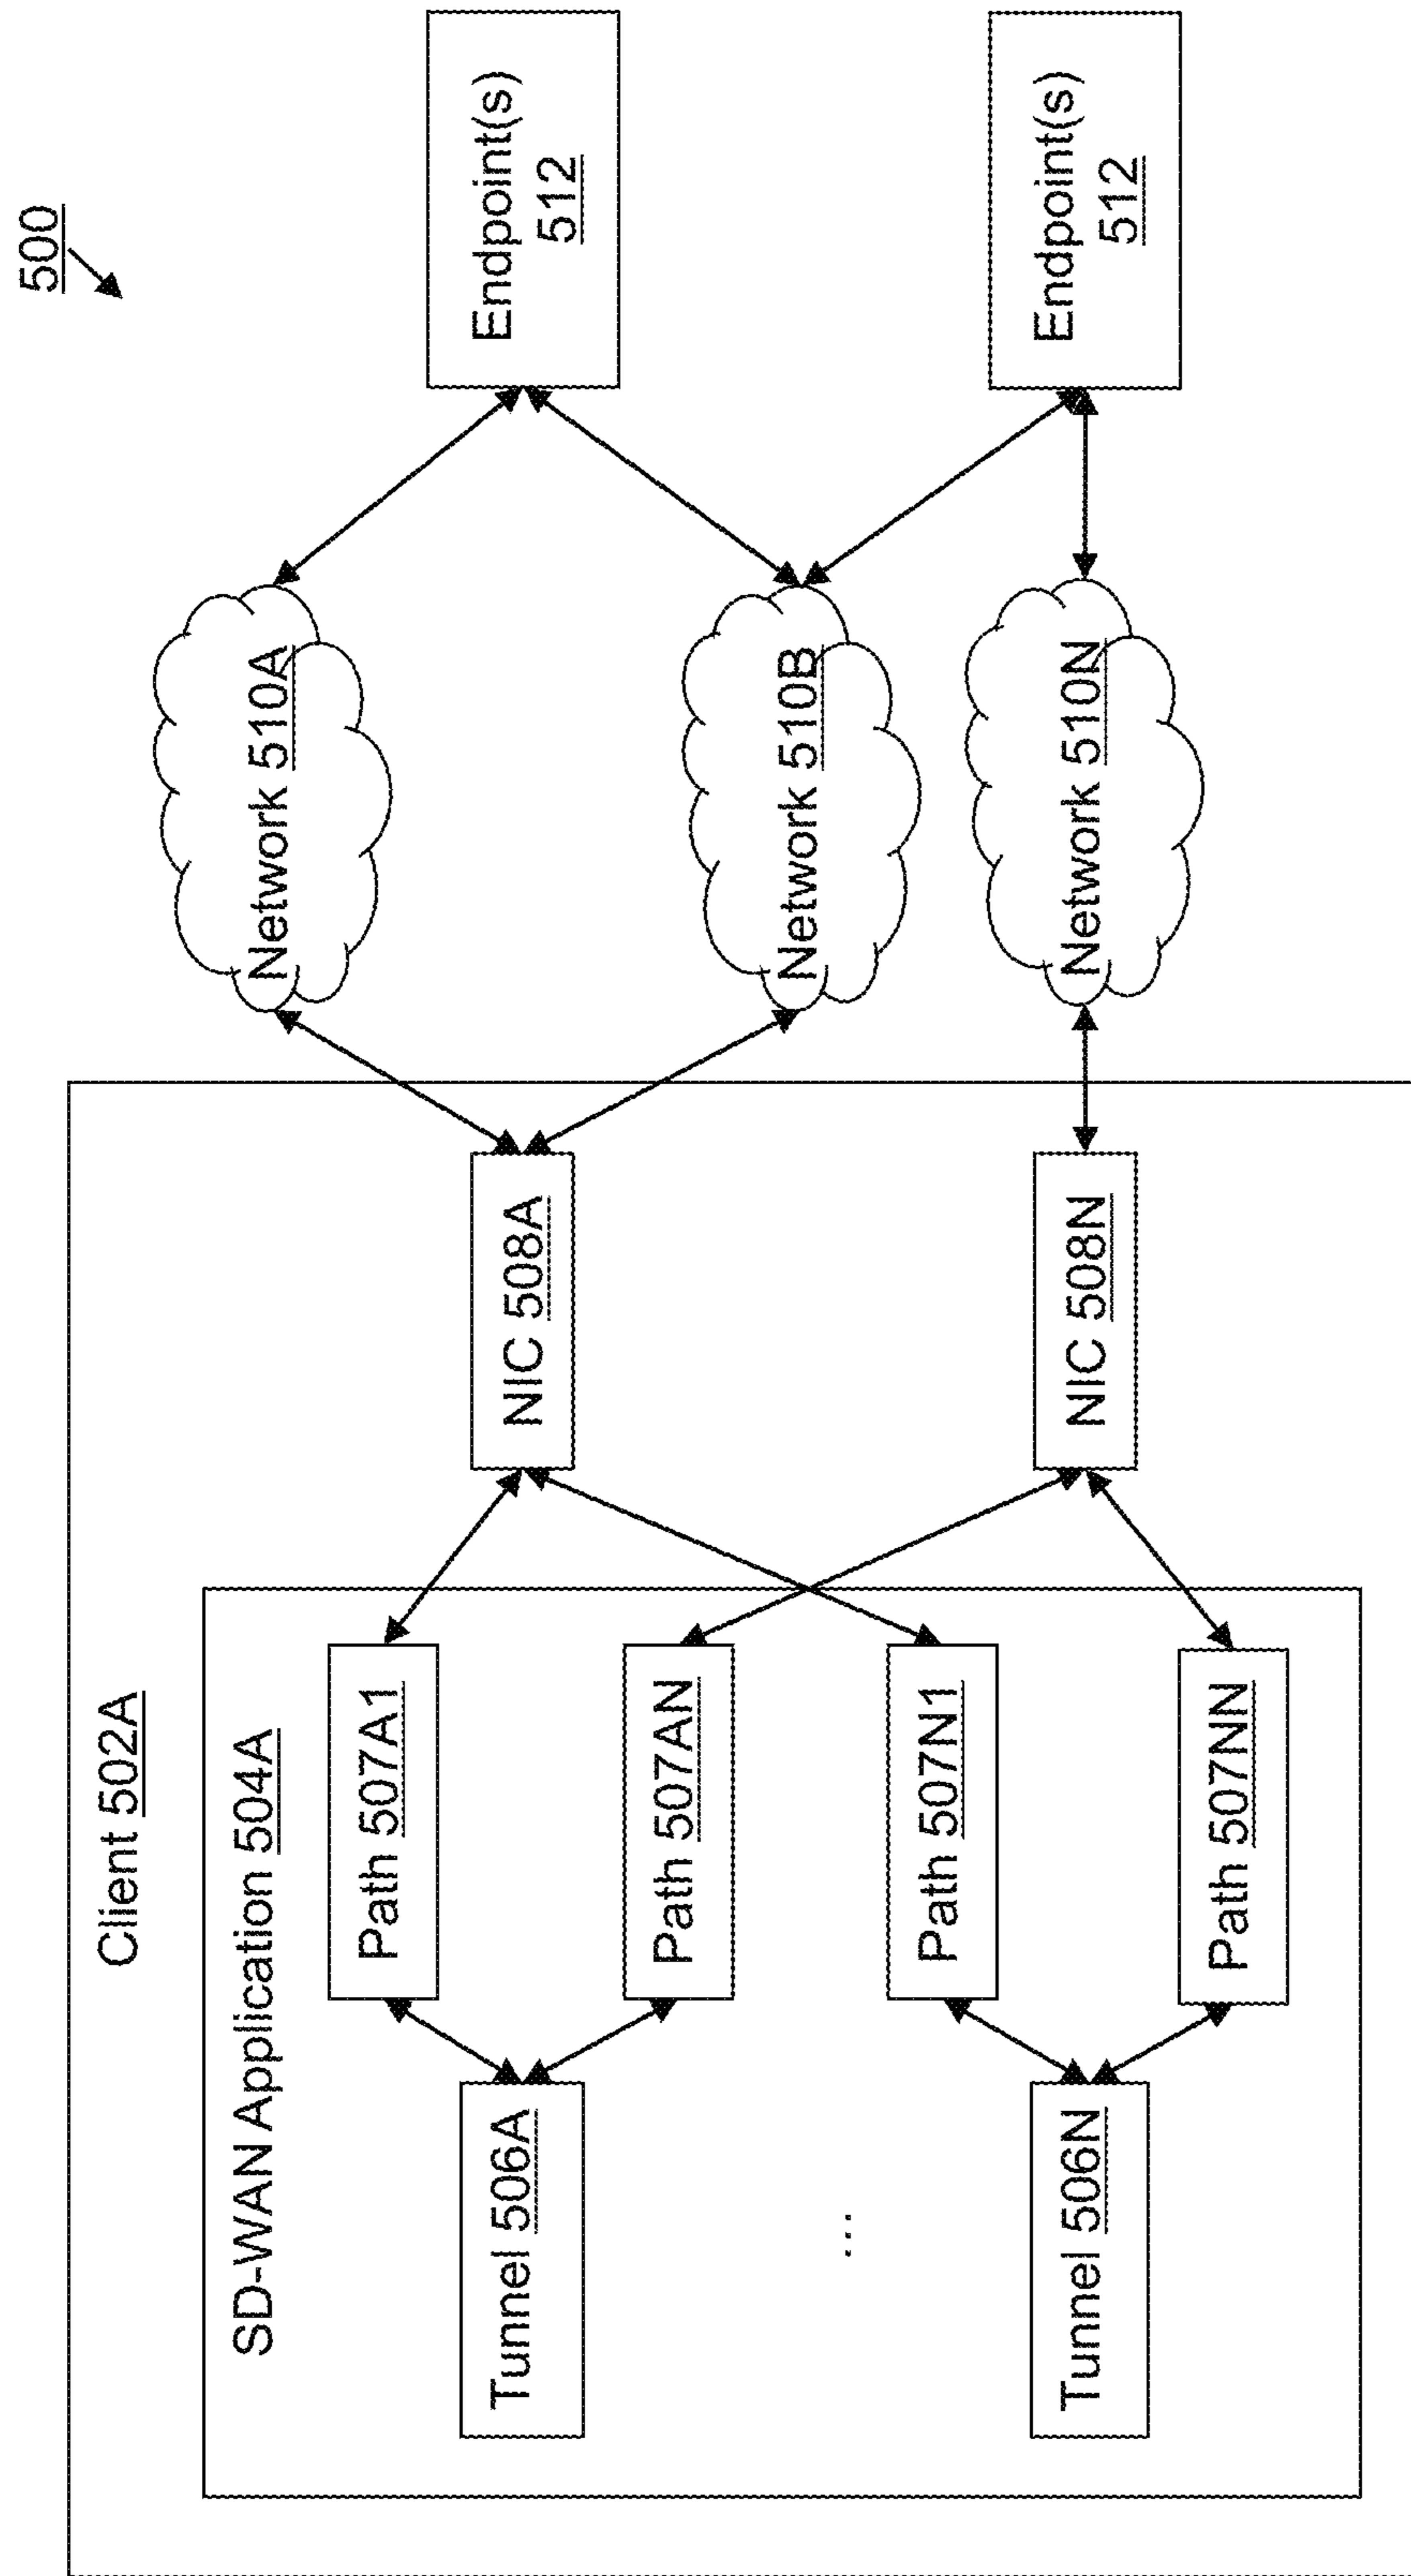 500
Client 502A
SD-WAN Application 504A
Tunnel 506A
Path 507A1
Path 507AN
NIC 508A
Network 510A
Endpoint(s)
512
...
Tunnel 506N
Path 507N1
Path 507NN
NIC 508N
Network 510B
Network 510N
Endpoint(s)
512